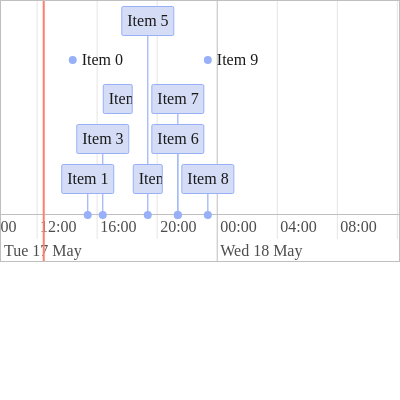 Item 5
Item 0
Item 9
Item 7
Item 3
Item 6
Item 1
Item 8
00
12:00
16:00
20:00
00:00
04:00
08:00
Tue 17 May
Wed 18 May